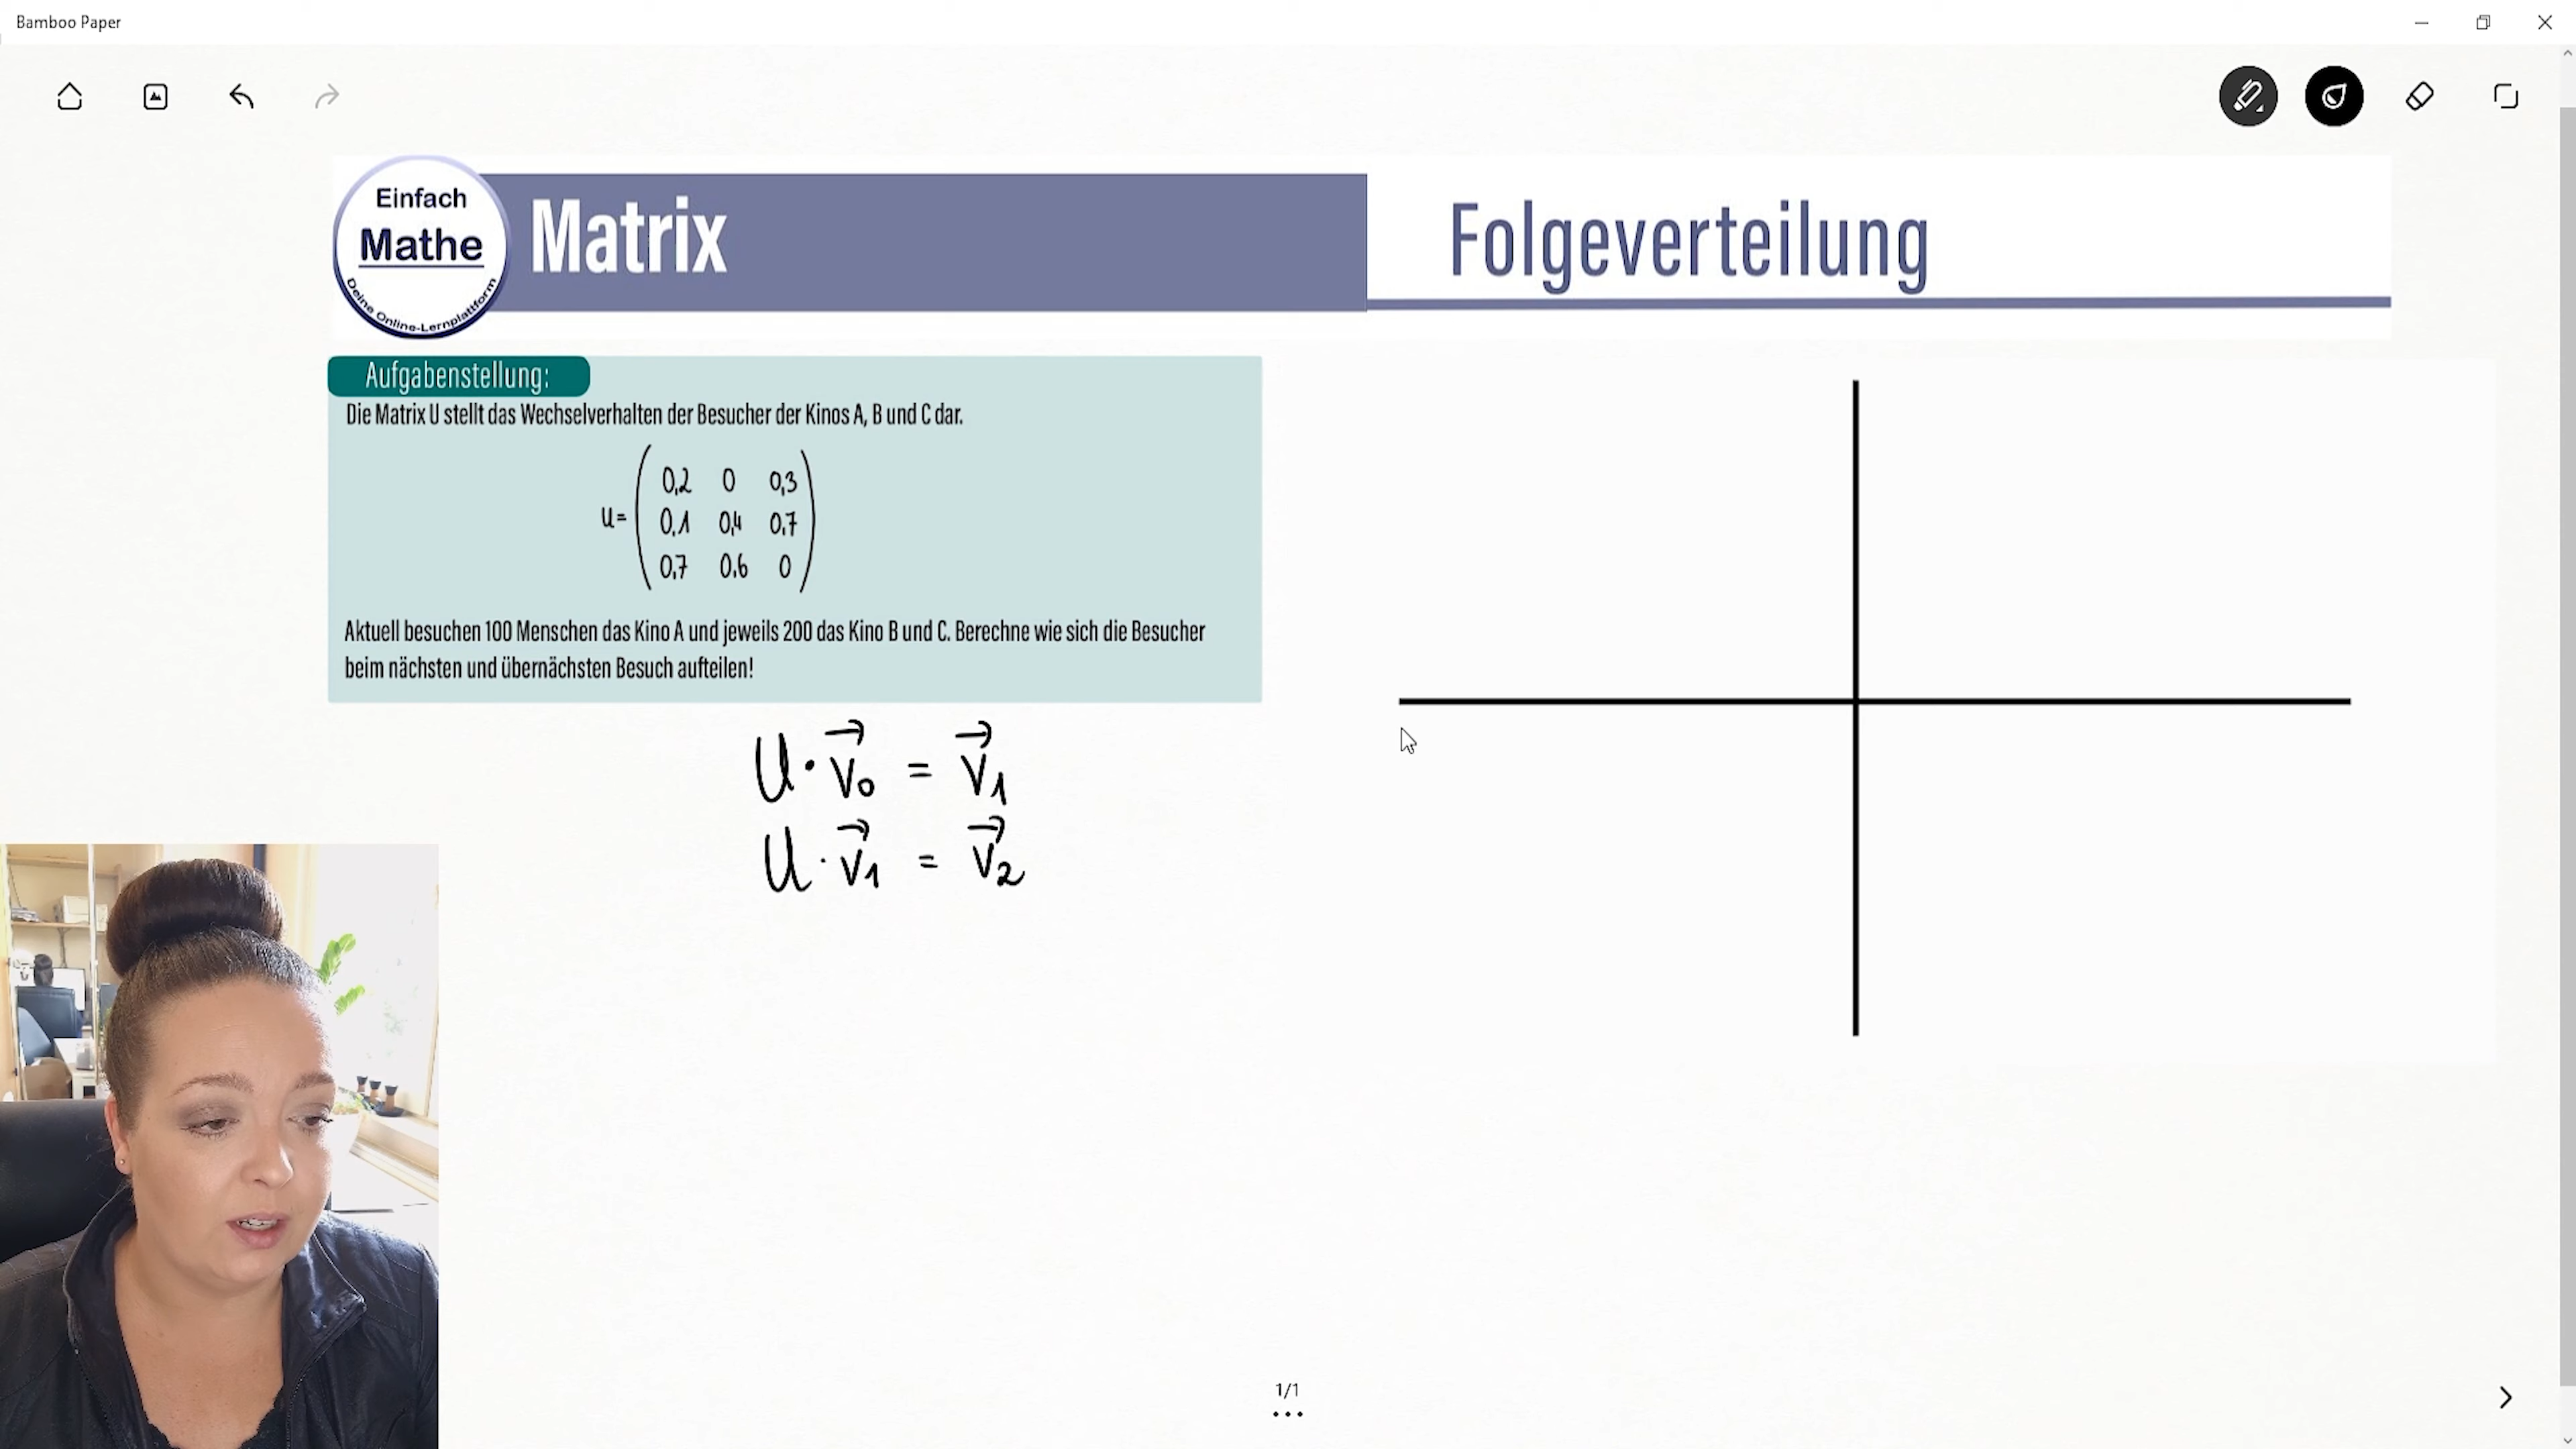 Bamboo Paper
Einfach
Mathe
Deine Online-Lernplattform
Matrix
Folgeverteilung
Aufgabenstellung:
Die Matrix U stellt das Wechselverhalten der Besucher der Kinos A, B und C dar.
0,2 0 0,3
U= 0,1 0,4 0,7
0,7 0.6 0
Aktuell besuchen 100 Menschen das Kino A und jeweils 200 das Kino B und C. Berechne wie sich die Besucher
beim nächsten und übernächsten Besuch aufteilen!
U · v⃗₀ = v⃗₁
U · v⃗₁ = v⃗₂
1/1